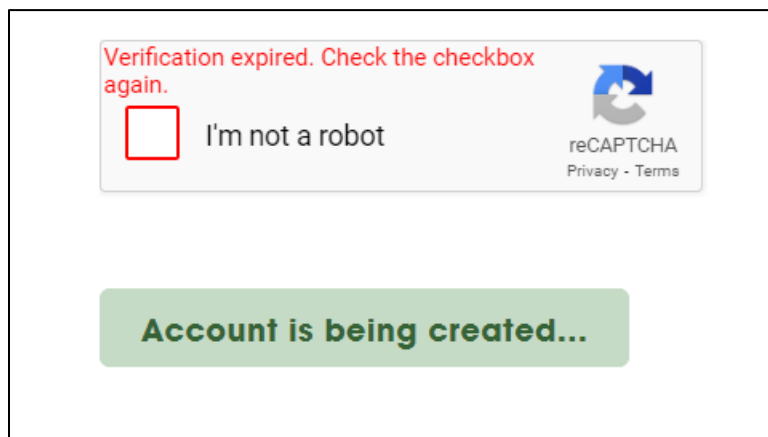 Verification expired. Check the checkbox
again.
I'm not a robot
reCAPTCHA
Privacy - Terms
Account is being created...